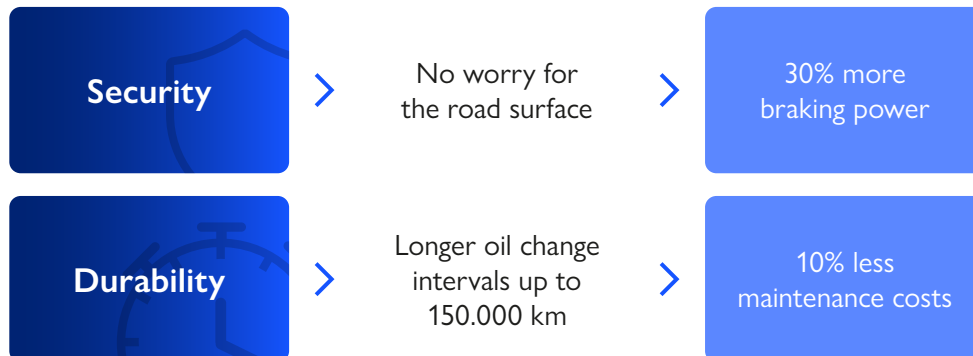 Security
No worry for
the road surface
30% more
braking power
Durability
Longer oil change
intervals up to
150.000 km
10% less
maintenance costs